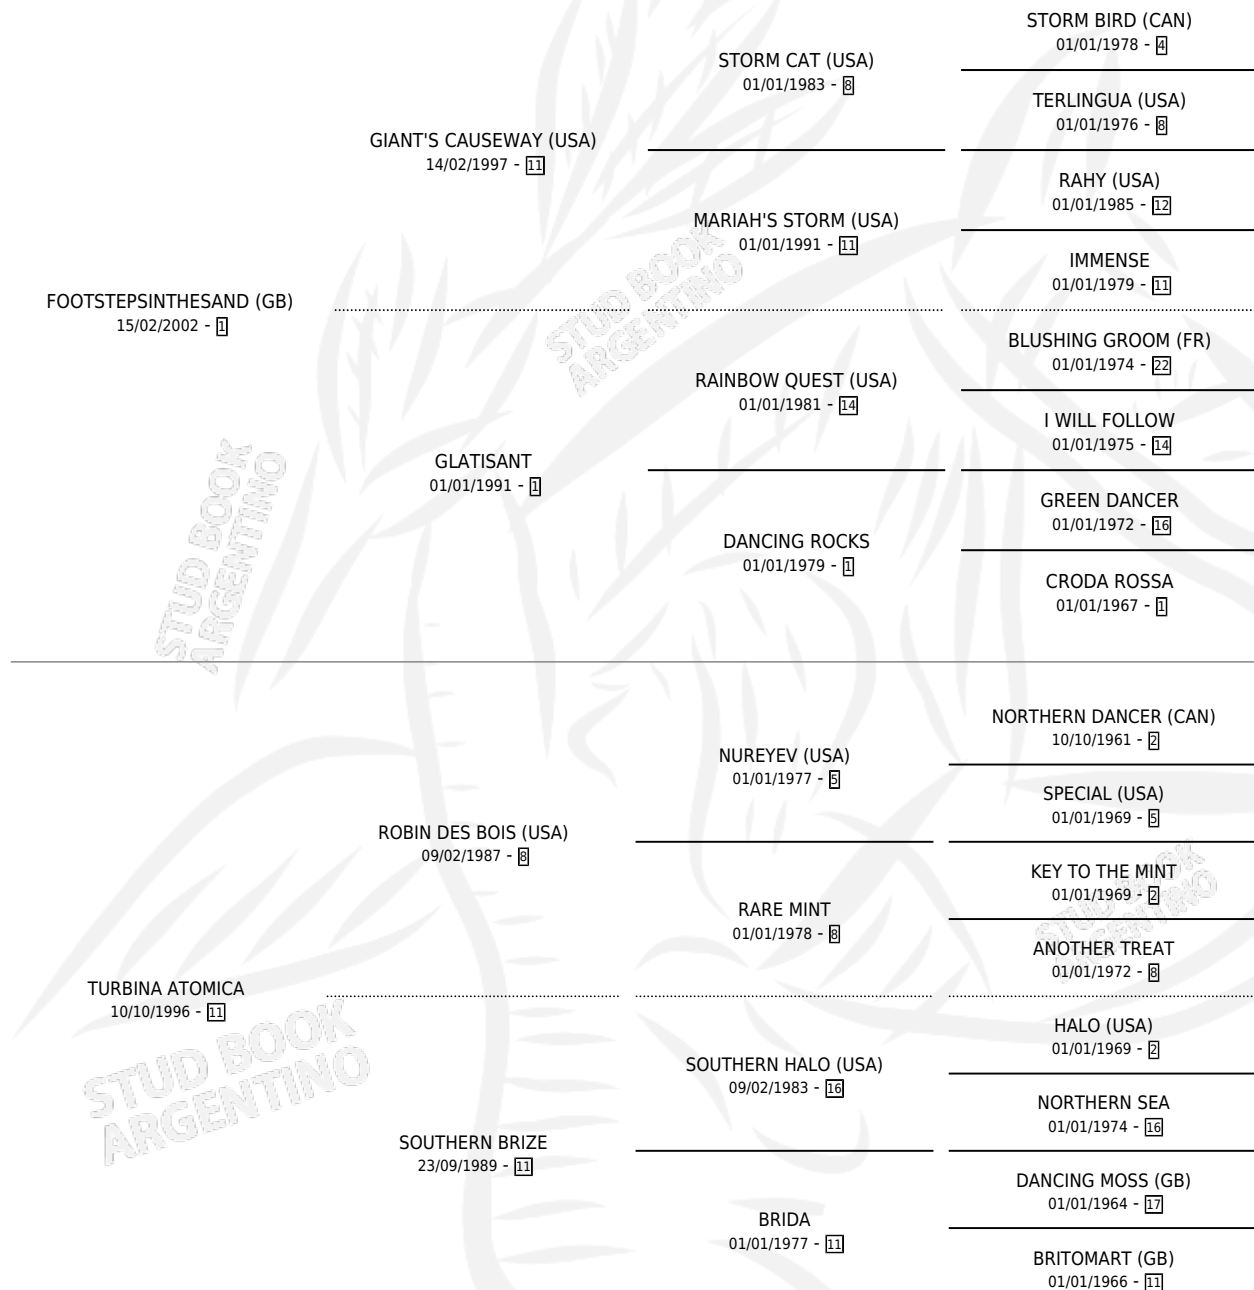 STORM BIRD (CAN)
01/01/1978 - 4
STORM CAT (USA)
01/01/1983 - 8
TERLINGUA (USA)
01/01/1976 - 8
GIANT'S CAUSEWAY (USA)
14/02/1997 - 11
RAHY (USA)
01/01/1985 - 12
MARIAH'S STORM (USA)
01/01/1991 - 11
IMMENSE
01/01/1979 - 11
FOOTSTEPSINTHESAND (GB)
15/02/2002 - 1
BLUSHING GROOM (FR)
01/01/1974 - 22
RAINBOW QUEST (USA)
01/01/1981 - 14
I WILL FOLLOW
01/01/1975 - 14
GLATISANT
01/01/1991 - 1
GREEN DANCER
01/01/1972 - 16
DANCING ROCKS
01/01/1979 - 1
CRODA ROSSA
01/01/1967 - 1
NORTHERN DANCER (CAN)
10/10/1961 - 2
NUREYEV (USA)
01/01/1977 - 5
SPECIAL (USA)
01/01/1969 - 5
ROBIN DES BOIS (USA)
09/02/1987 - 8
KEY TO THE MINT
01/01/1969 - 2
RARE MINT
01/01/1978 - 8
ANOTHER TREAT
01/01/1972 - 8
TURBINA ATOMICA
10/10/1996 - 11
HALO (USA)
01/01/1969 - 2
SOUTHERN HALO (USA)
09/02/1983 - 16
NORTHERN SEA
01/01/1974 - 16
SOUTHERN BRIZE
23/09/1989 - 11
DANCING MOSS (GB)
01/01/1964 - 17
BRIDA
01/01/1977 - 11
BRITOMART (GB)
01/01/1966 - 11
STUD BOOK
ARGENTINO
STUD BOOK
ARGENTINO
STUD BOOK
ARGENTINO
STUD BOOK
ARGENTINO